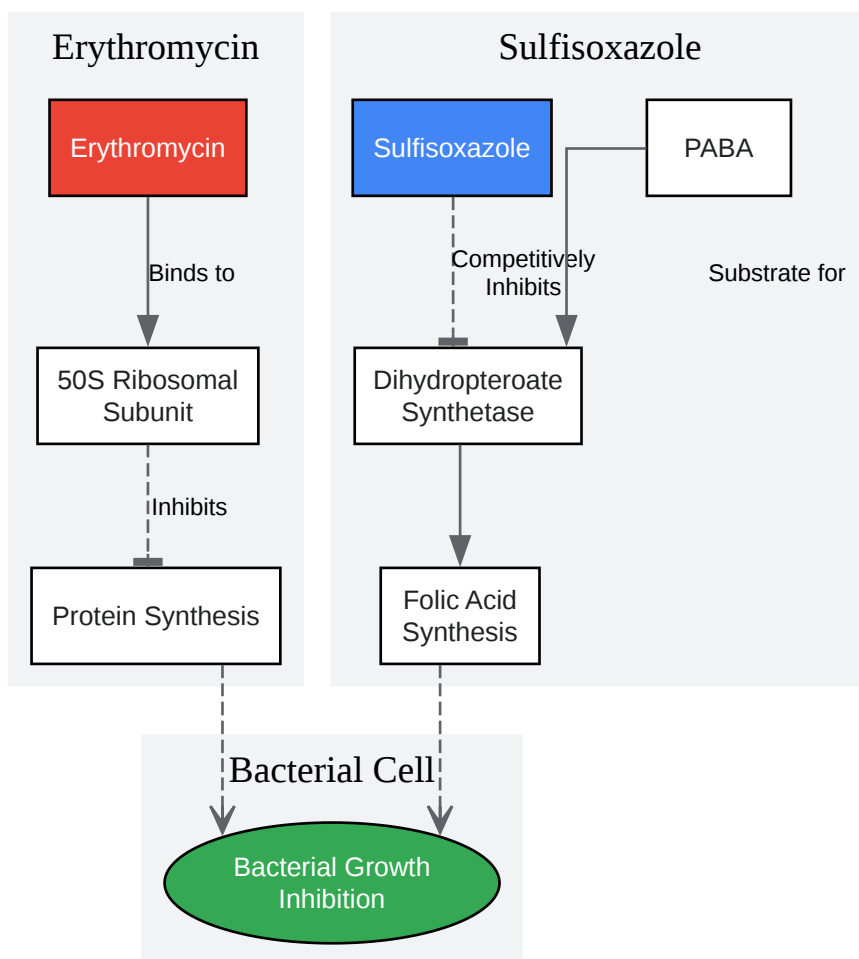 Erythromycin
Sulfisoxazole
Erythromycin
Sulfisoxazole
PABA
Binds to
Competitively
Inhibits
Substrate for
50S Ribosomal
Subunit
Dihydropteroate
Synthetase
Inhibits
Protein Synthesis
Folic Acid
Synthesis
Bacterial Cell
Bacterial Growth
Inhibition